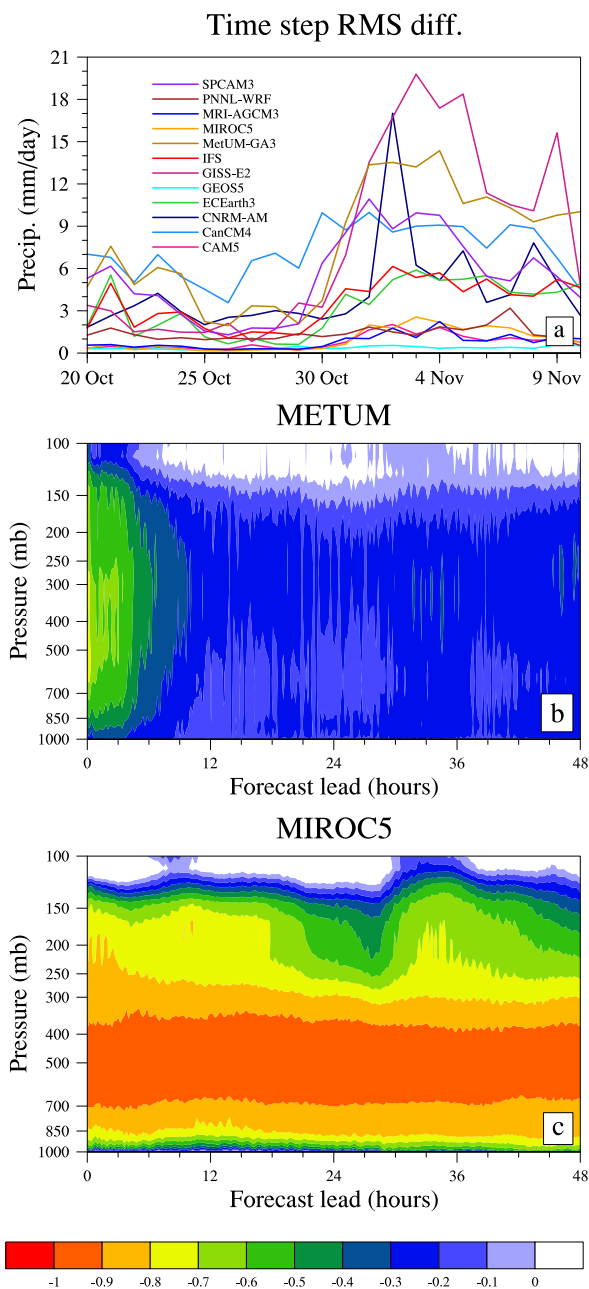 Time step RMS diff.
Precip. (mm/day)
21
18
15
12
9
6
3
0
SPCAM3
PNNL-WRF
MRI-AGCM3
MIROC5
MetUM-GA3
IFS
GISS-E2
GEOS5
ECEarth3
CNRM-AM
CanCM4
CAM5
a
20 Oct 25 Oct 30 Oct 4 Nov 9 Nov
METUM
Pressure (mb)
100
150
200
250
300
400
500
700
850
1000
b
0 12 24 36 48
Forecast lead (hours)
MIROC5
Pressure (mb)
100
150
200
250
300
400
500
700
850
1000
c
0 12 24 36 48
Forecast lead (hours)
-1 -0.9 -0.8 -0.7 -0.6 -0.5 -0.4 -0.3 -0.2 -0.1 0